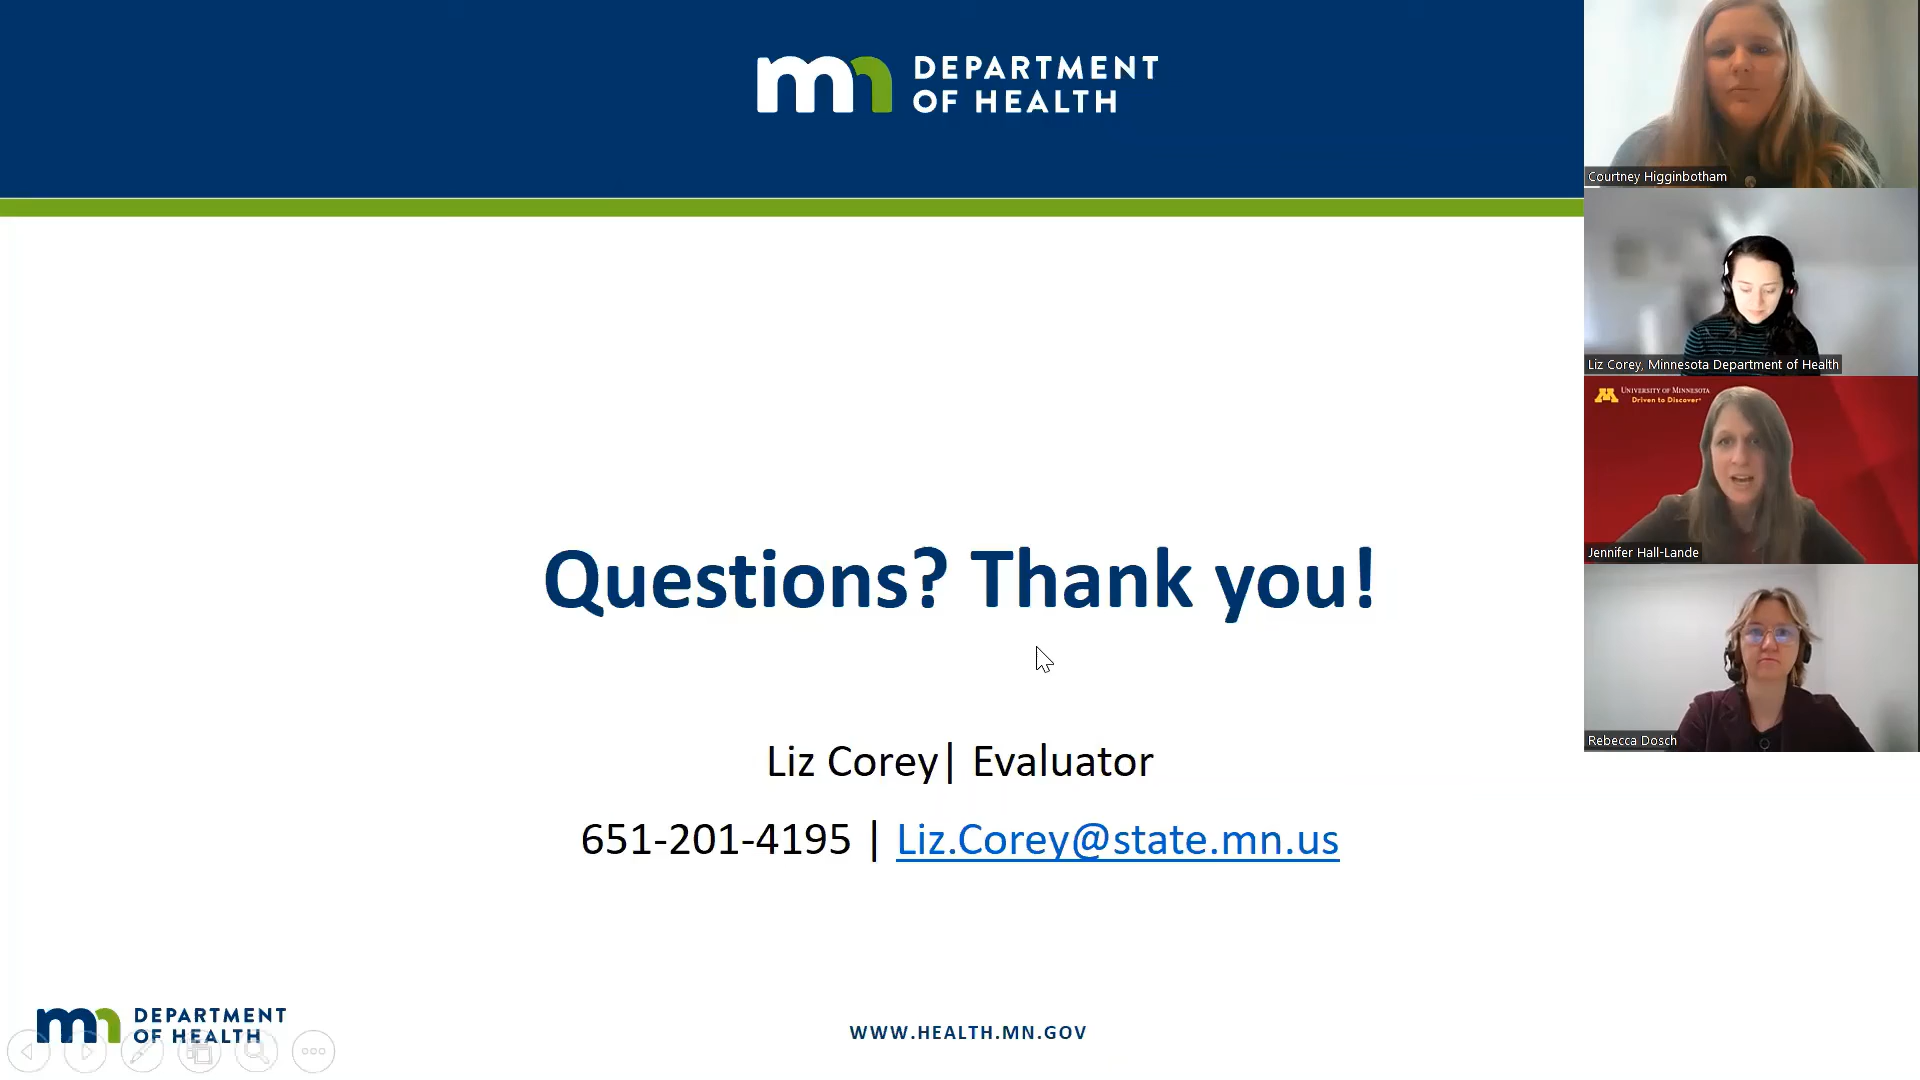 mn DEPARTMENT
OF HEALTH
Questions? Thank you!
Liz Corey| Evaluator
651-201-4195 | Liz.Corey@state.mn.us
mn DEPARTMENT
OF HEALTH
WWW.HEALTH.MN.GOV
Courtney Higginbotham
Liz Corey, Minnesota Department of Health
M UNIVERSITY OF MINNESOTA
Driven to Discover
Jennifer Hall-Lande
Rebecca Dosch